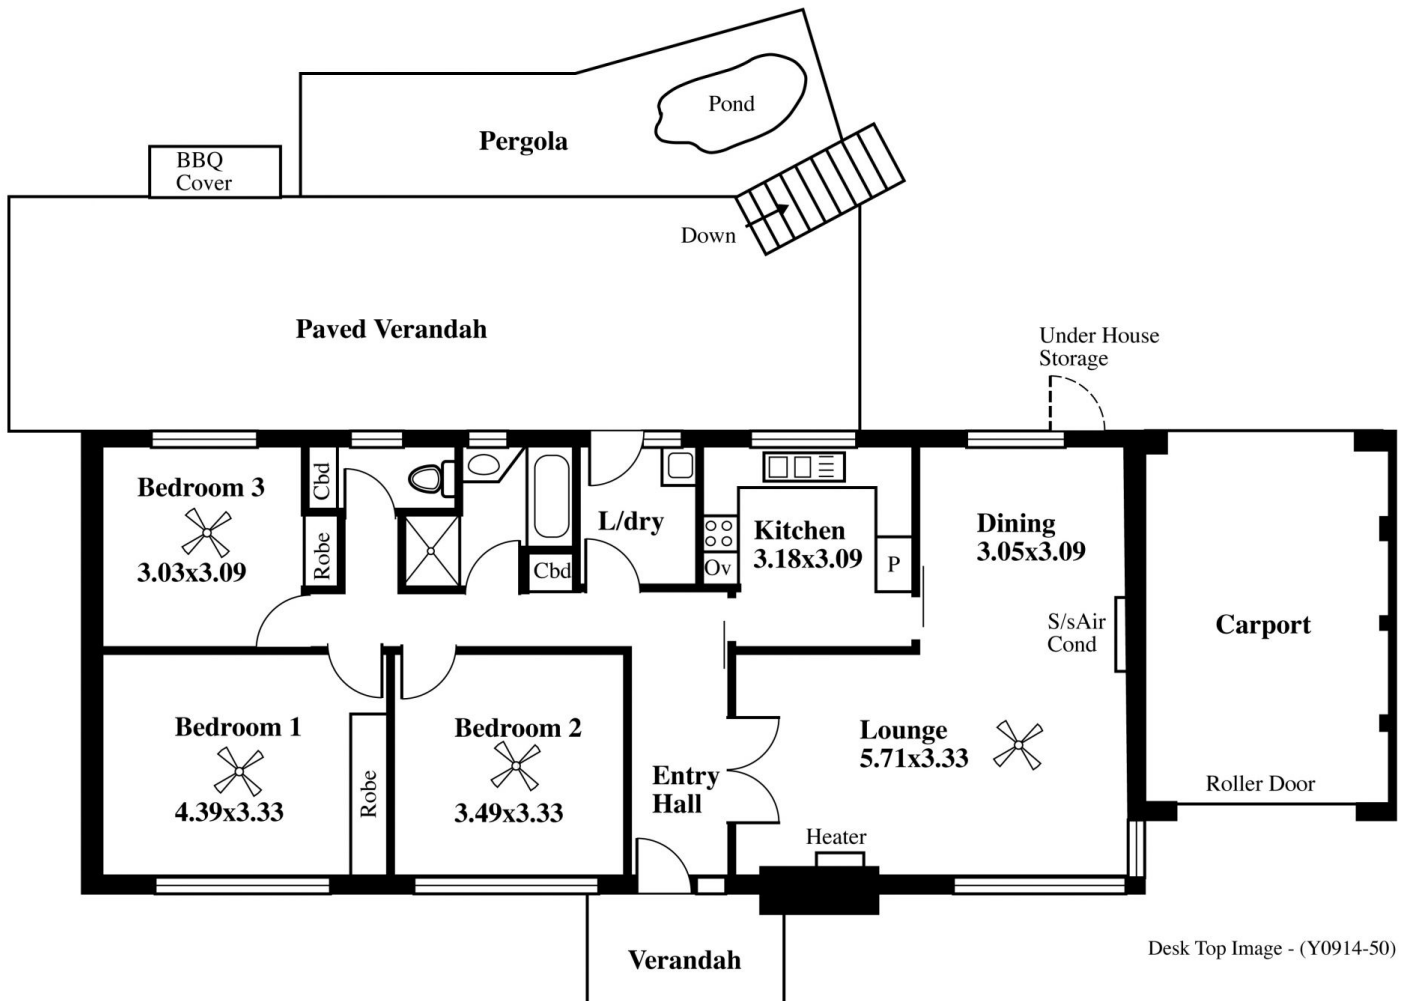 Pond
Pergola
BBQ
Cover
Down
Paved Verandah
Under House
Storage
Bedroom 3
3.03x3.09
Cbd
Robe
Cbd
L/dry
Kitchen
3.18x3.09
Ov
P
Dining
3.05x3.09
S/sAir
Cond
Carport
Bedroom 1
4.39x3.33
Robe
Bedroom 2
3.49x3.33
Entry
Hall
Lounge
5.71x3.33
Heater
Roller Door
Verandah
Desk Top Image - (Y0914-50)